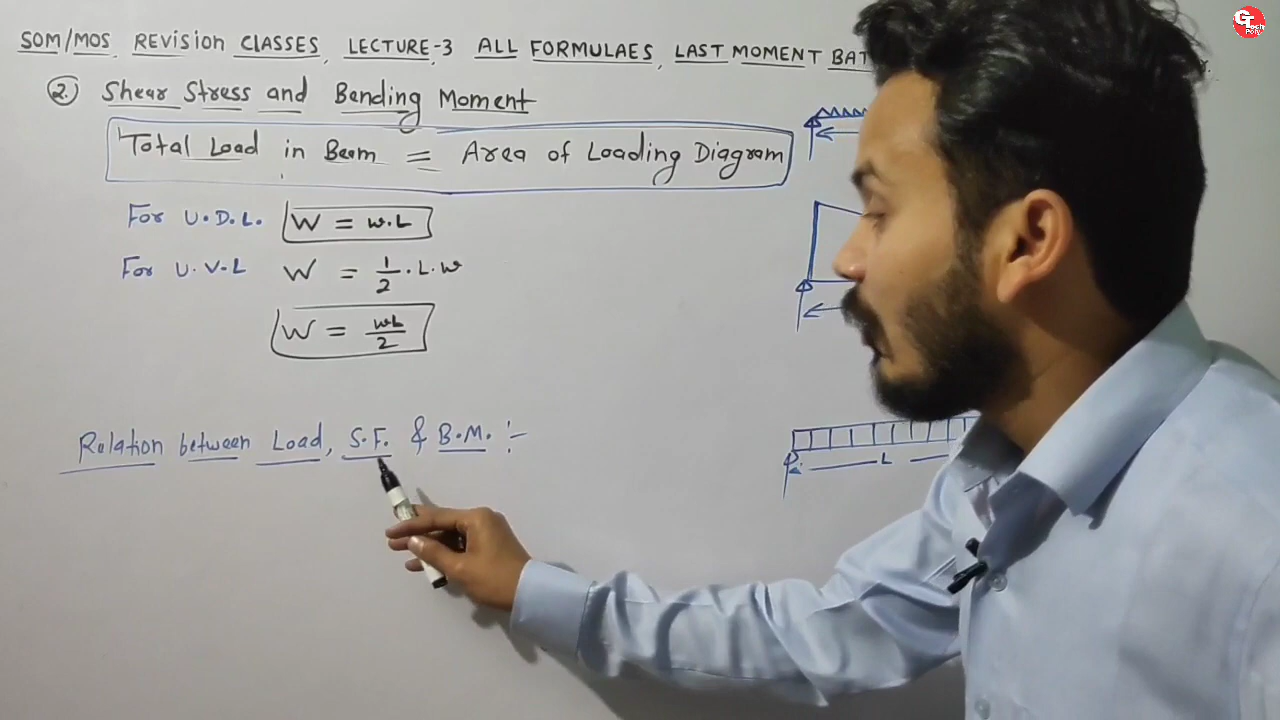 SOM/MOS, REVISION CLASSES, LECTURE-3 ALL FORMULAES, LAST MOMENT BAT
② Shear Stress and Bending Moment
Total Load in Beam = Area of Loading Diagram
For U.D.L. W = w.L
For U.V.L W = 1/2 . L. w
W = wL/2
Relation between Load, S.F. & B.M. :-
L
GT